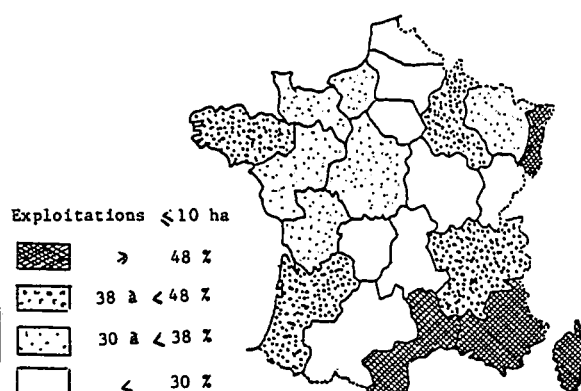 Exploitations ⩽10 ha
⩾ 48 %
38 à <48 %
30 à <38 %
< 30 %